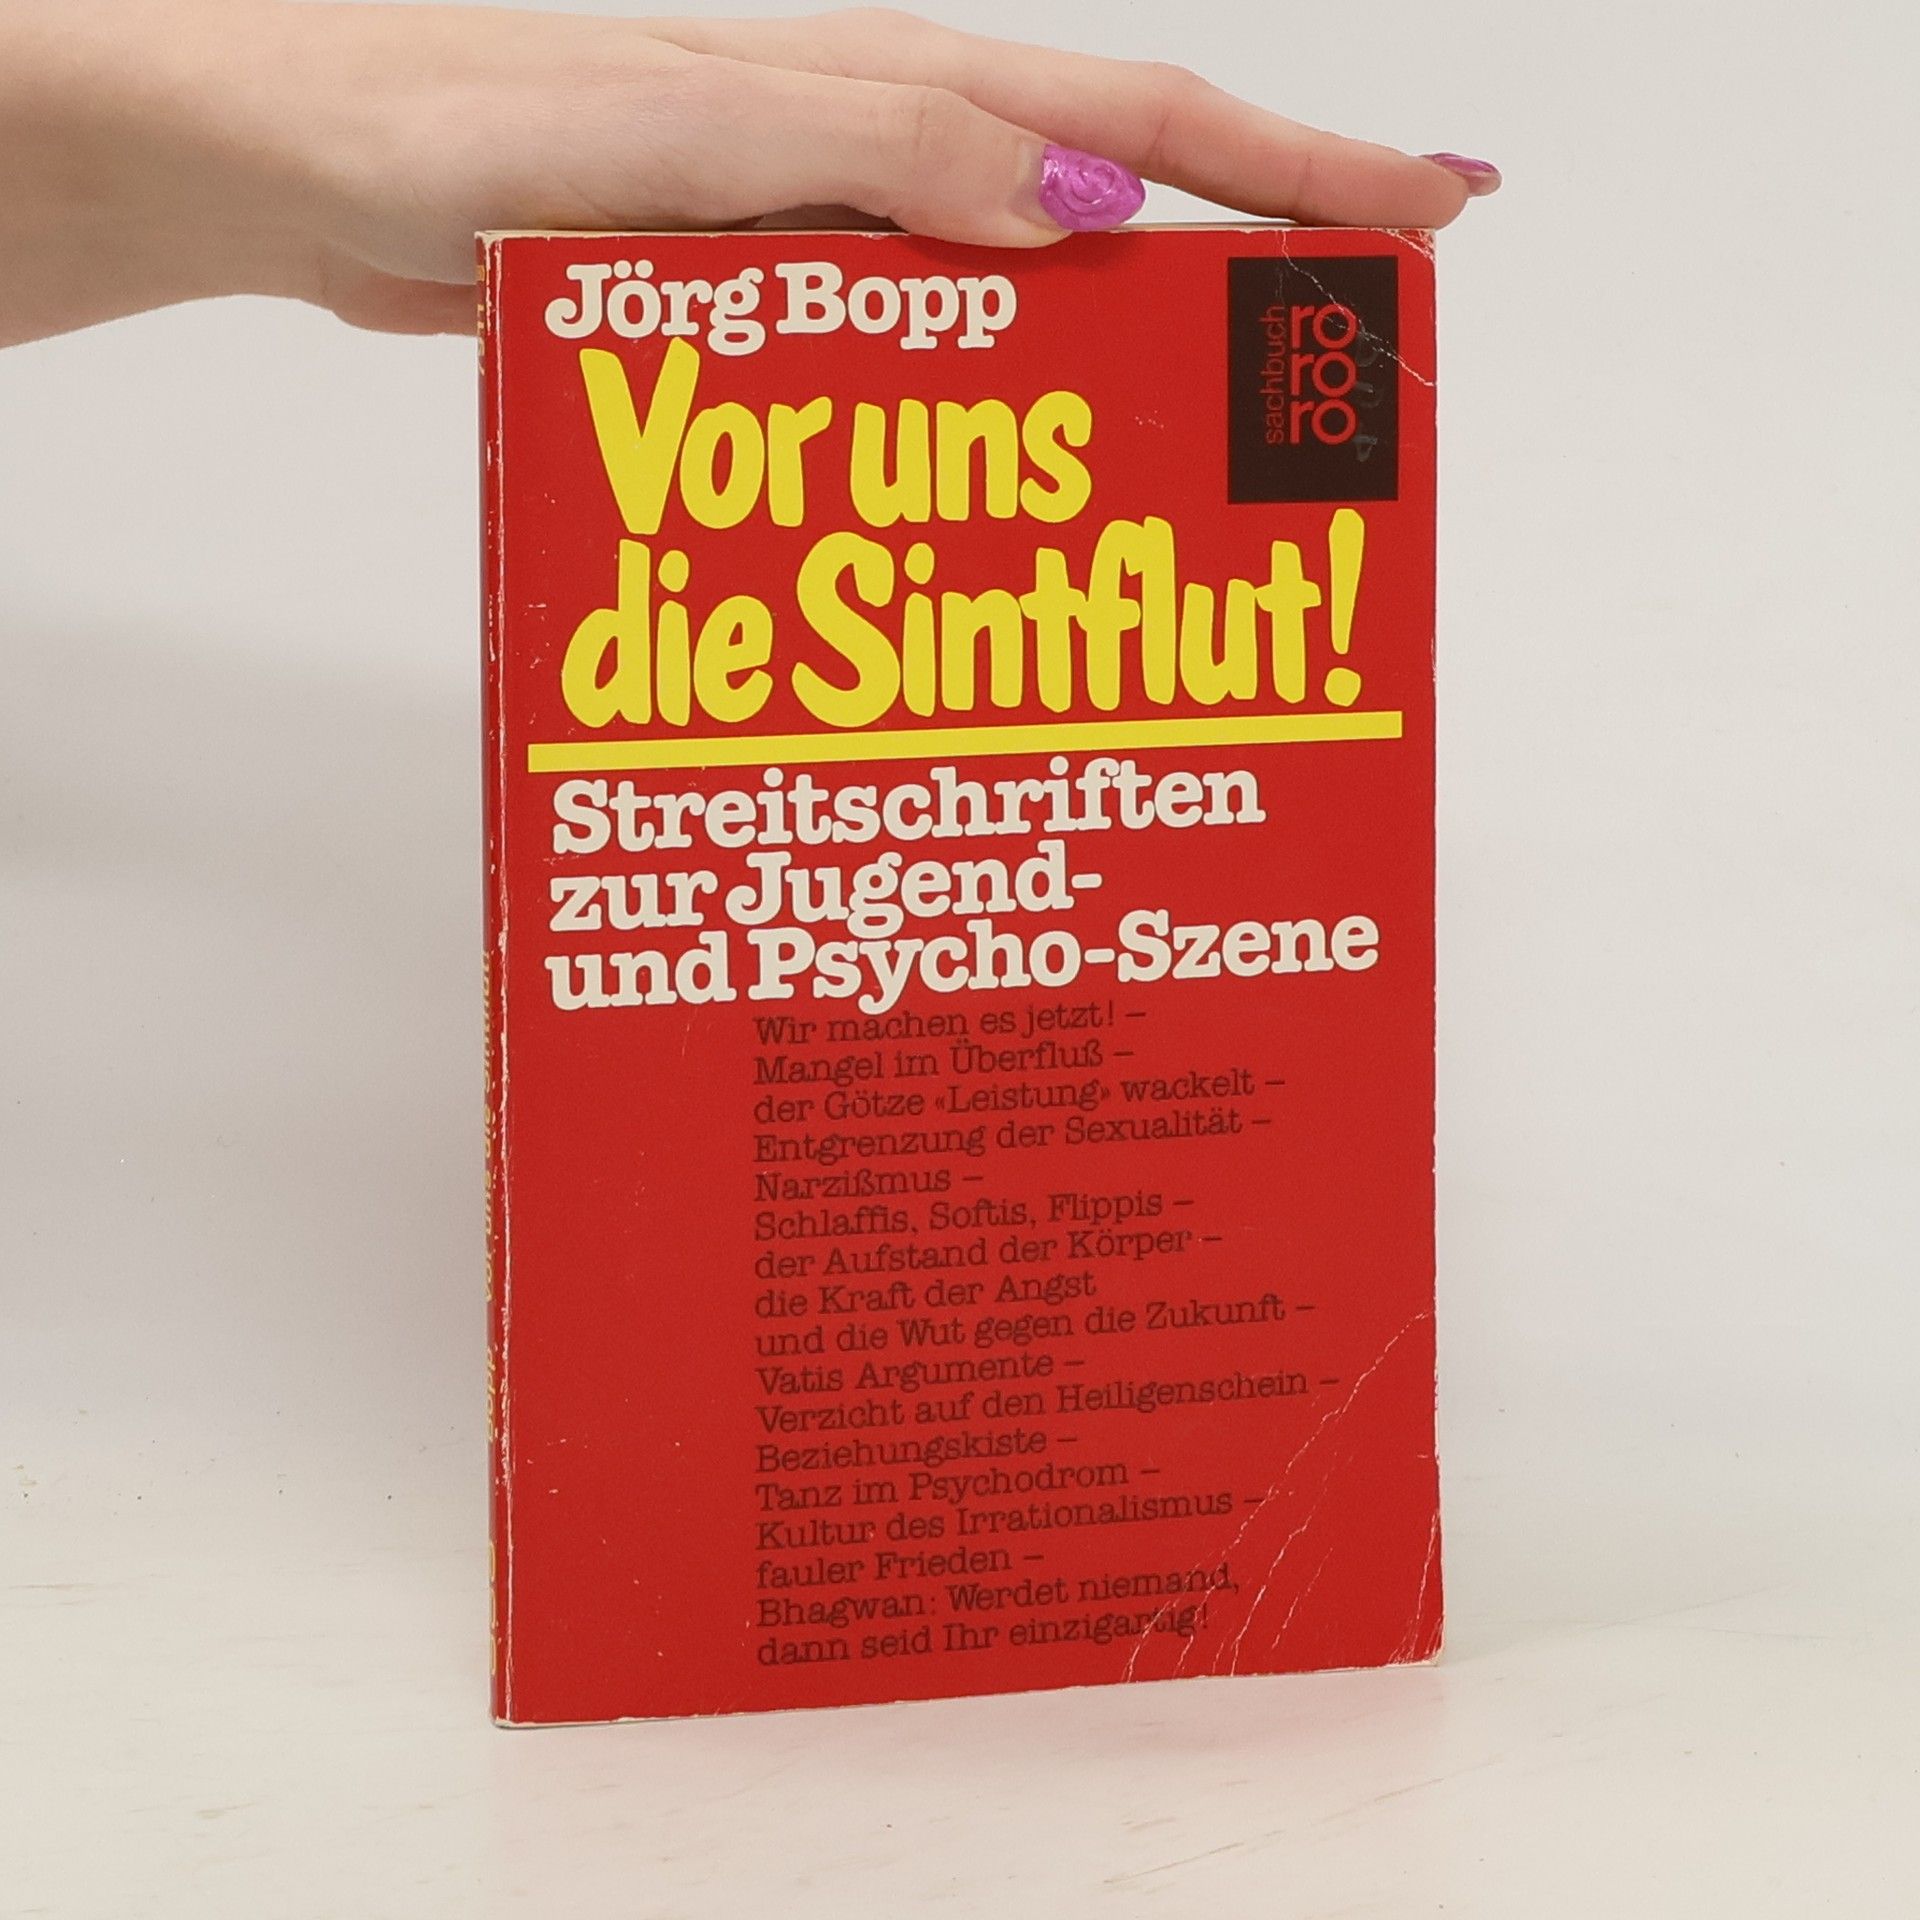 Jörg Bopp
Vor uns
die Sintflut!
sachbuch
ro
ro
ro
Streitschriften
zur Jugend-
und Psycho-Szene
Wir machen es jetzt! –
Mangel im Überfluß –
der Götze «Leistung» wackelt –
Entgrenzung der Sexualität –
Narzißmus –
Schlaffis, Softis, Flippis –
der Aufstand der Körper –
die Kraft der Angst
und die Wut gegen die Zukunft –
Vatis Argumente –
Verzicht auf den Heiligenschein –
Beziehungskiste –
Tanz im Psychodrom –
Kultur des Irrationalismus –
fauler Frieden –
Bhagwan: Werdet niemand,
dann seid Ihr einzigartig!